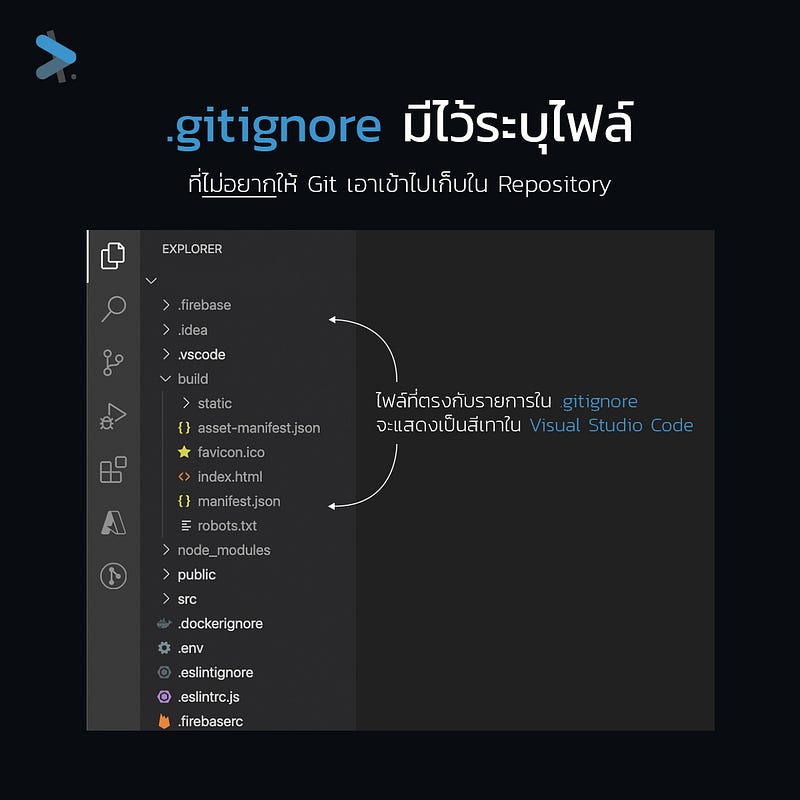 .gitignore มีไว้ระบุไฟล์
ที่ไม่อยากให้ Git เอาเข้าไปเก็บใน Repository
EXPLORER
.firebase
.idea
.vscode
build
static
asset-manifest.json
favicon.ico
index.html
manifest.json
robots.txt
node_modules
public
src
.dockerignore
.env
.eslintignore
.eslintrc.js
.firebaserc
ไฟล์ที่ตรงกับรายการใน .gitignore
จะแสดงเป็นสีเทาใน Visual Studio Code